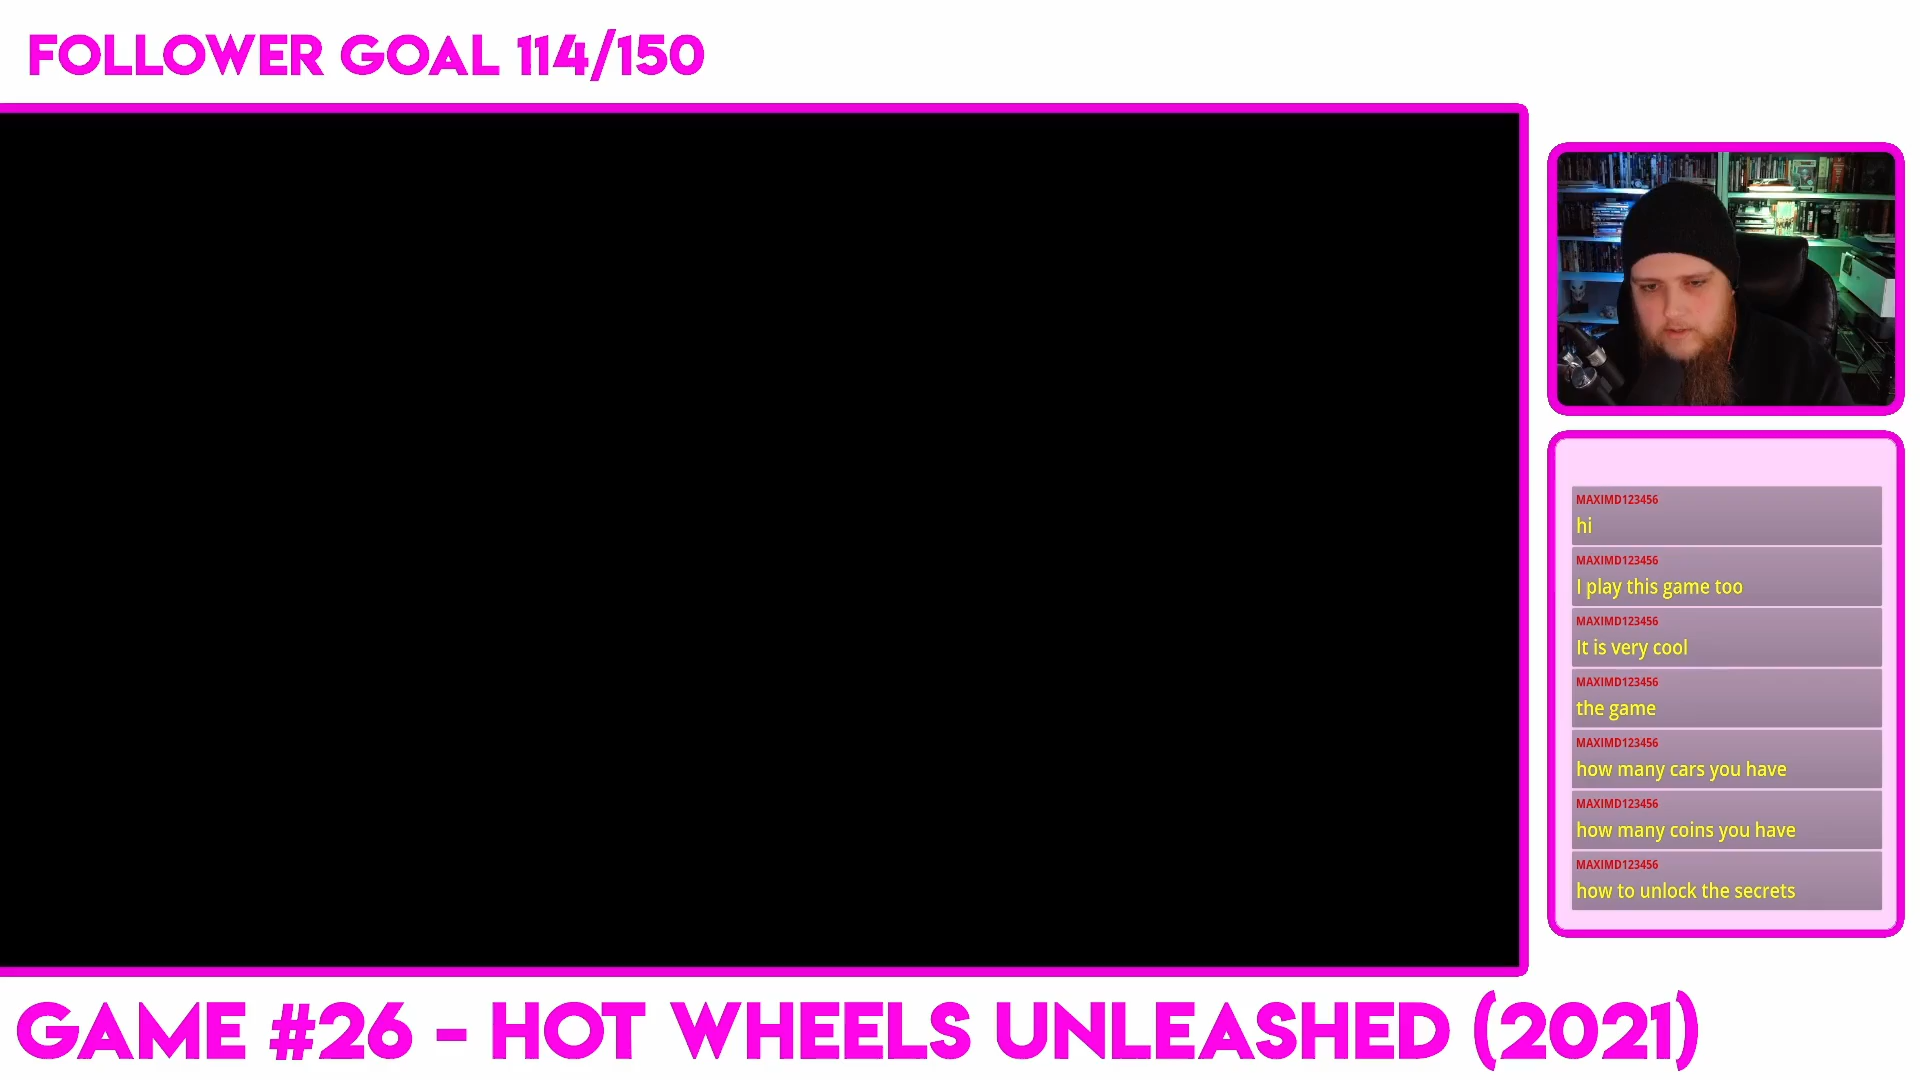 FOLLOWER GOAL 114/150
MAXIMD123456
hi
MAXIMD123456
I play this game too
MAXIMD123456
It is very cool
MAXIMD123456
the game
MAXIMD123456
how many cars you have
MAXIMD123456
how many coins you have
MAXIMD123456
how to unlock the secrets
GAME #26 - HOT WHEELS UNLEASHED (2021)